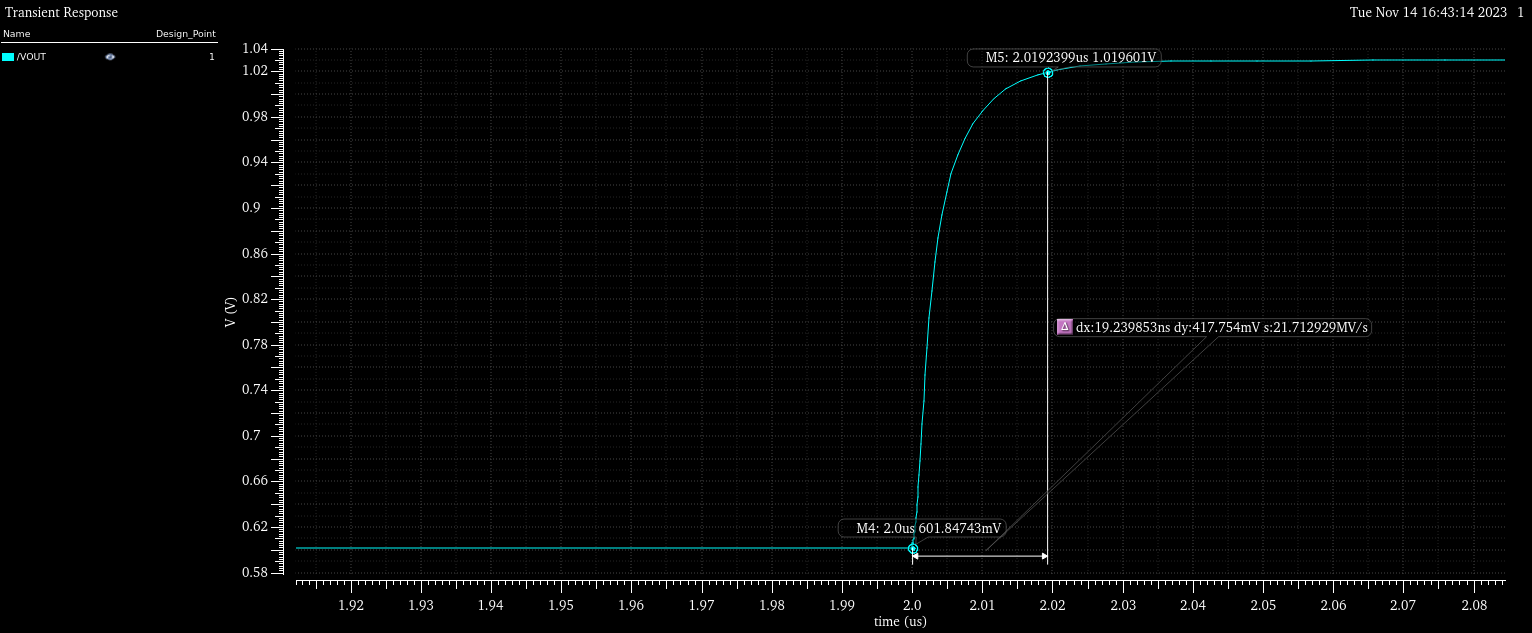 Transient Response
Tue Nov 14 16:43:14 2023 1
Name Design_Point
/VOUT 1
1.04
1.02
0.98
0.94
0.9
0.86
0.82
0.78
0.74
0.7
0.66
0.62
0.58
V (V)
M5: 2.0192399us 1.019601V
Δ dx:19.239853ns dy:417.754mV s:21.712929MV/s
M4: 2.0us 601.84743mV
1.92 1.93 1.94 1.95 1.96 1.97 1.98 1.99 2.0 2.01 2.02 2.03 2.04 2.05 2.06 2.07 2.08
time (us)